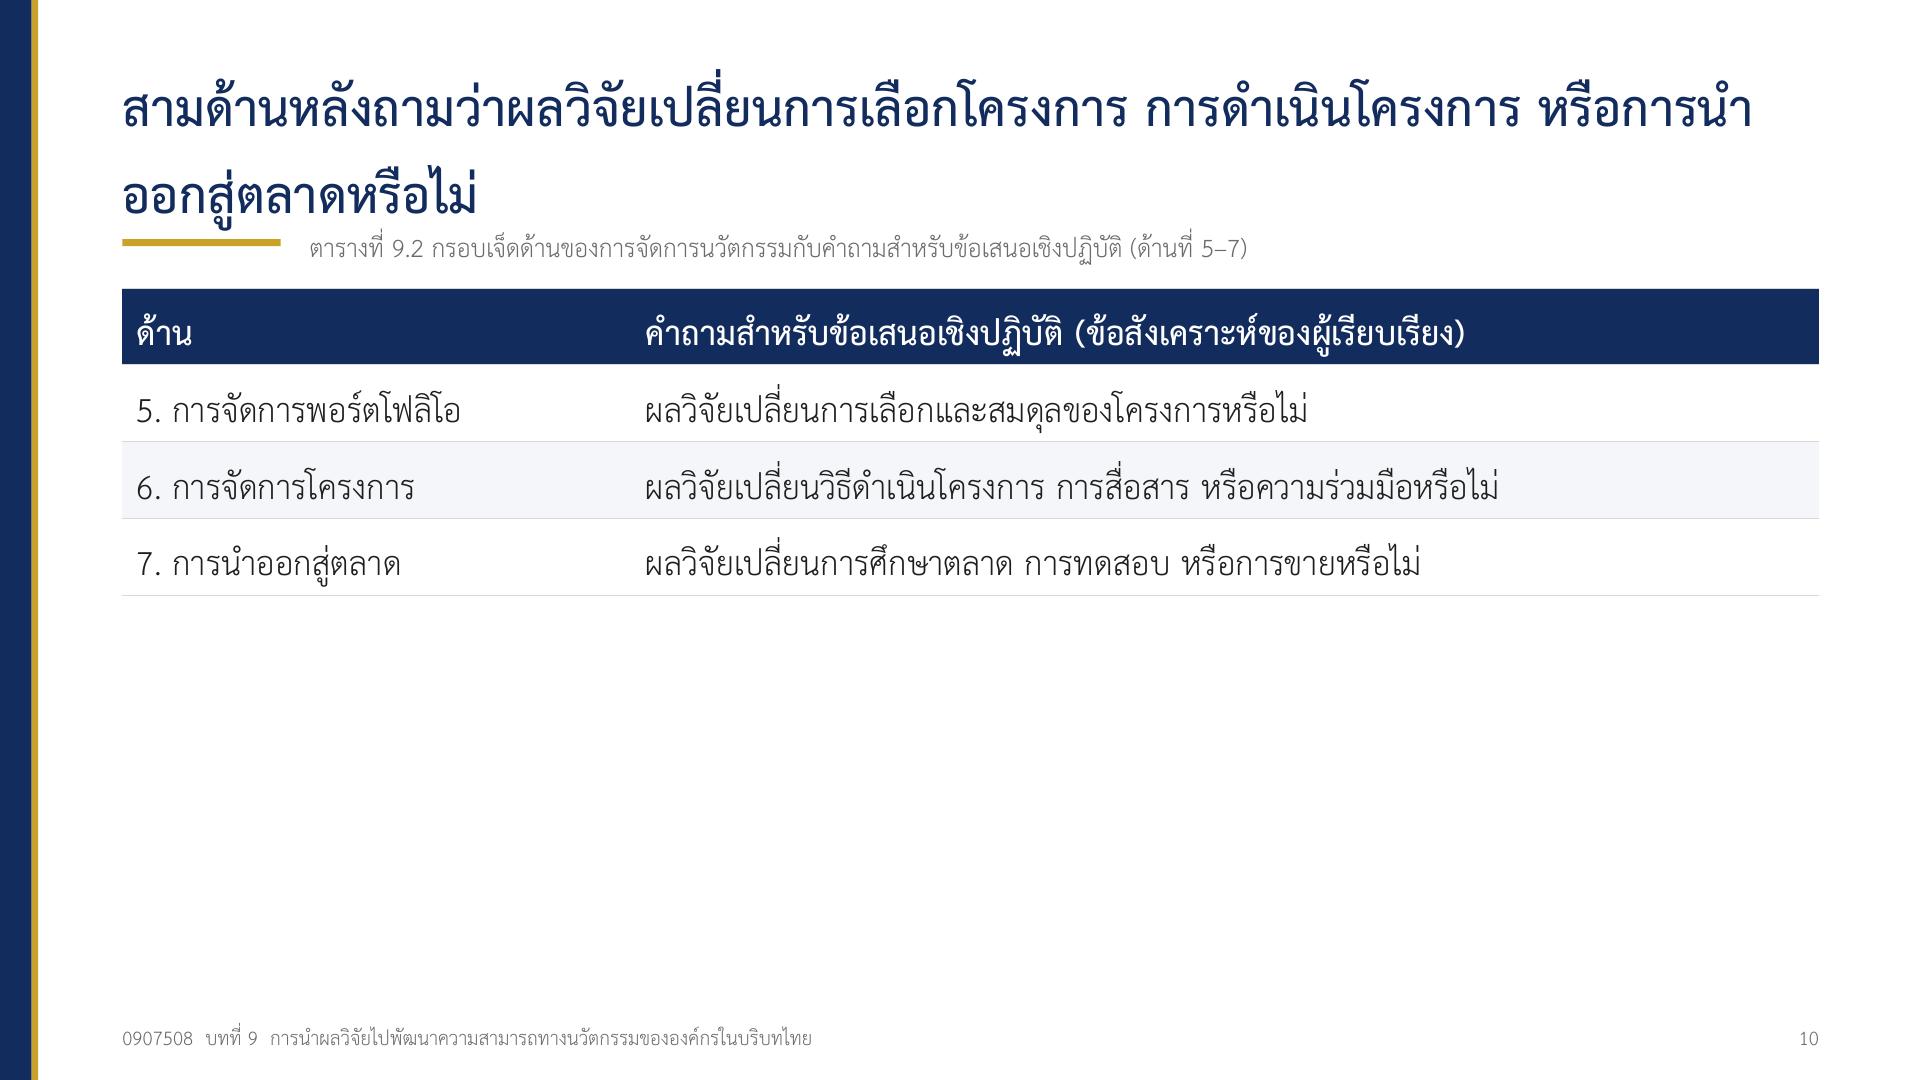 สามด้านหลังถามว่าผลวิจัยเปลี่ยนการเลือกโครงการ การดำเนินโครงการ หรือการนำ
ออกสู่ตลาดหรือไม่
ตารางที่ 9.2 กรอบเจ็ดด้านของการจัดการนวัตกรรมกับคำถามสำหรับข้อเสนอเชิงปฏิบัติ (ด้านที่ 5–7)
ด้าน คำถามสำหรับข้อเสนอเชิงปฏิบัติ (ข้อสังเคราะห์ของผู้เรียบเรียง)
5. การจัดการพอร์ตโฟลิโอ ผลวิจัยเปลี่ยนการเลือกและสมดุลของโครงการหรือไม่
6. การจัดการโครงการ ผลวิจัยเปลี่ยนวิธีดำเนินโครงการ การสื่อสาร หรือความร่วมมือหรือไม่
7. การนำออกสู่ตลาด ผลวิจัยเปลี่ยนการศึกษาตลาด การทดสอบ หรือการขายหรือไม่
0907508 บทที่ 9 การนำผลวิจัยไปพัฒนาความสามารถทางนวัตกรรมขององค์กรในบริบทไทย 10